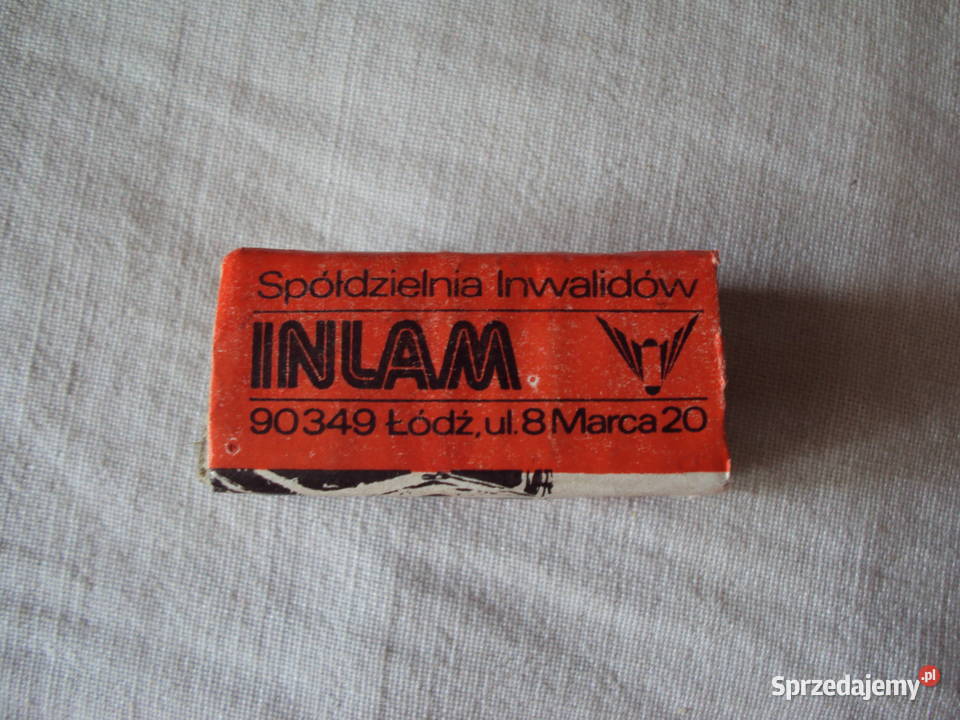 Spółdzielnia Inwalidów
INLAM
90349 Łódź, ul. 8 Marca 20
Sprzedajemy.pl